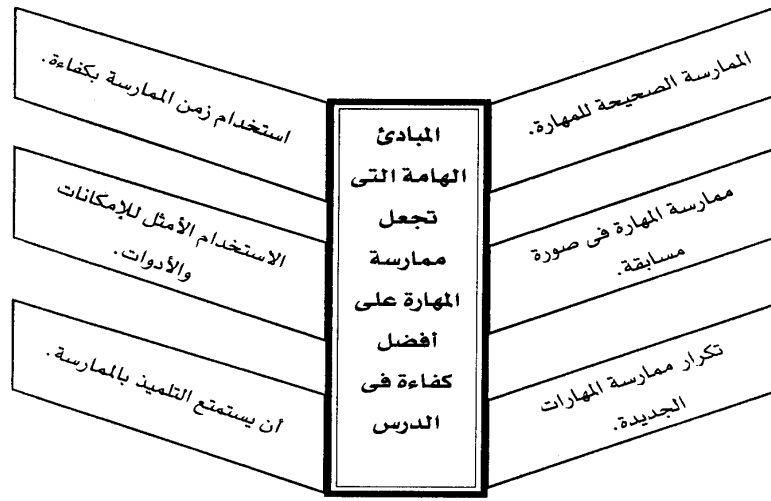 المبادئ
الهامة التى
تجعل
ممارسة
المهارة على
أفضل
كفاءة فى
الدرس
الممارسة الصحيحة للمهارة.
ممارسة المهارة فى صورة
مسابقة.
تكرار ممارسة المهارات
الجديدة.
استخدام زمن الممارسة بكفاءة.
الاستخدام الأمثل للإمكانات
والأدوات.
أن يستمتع التلميذ بالممارسة.